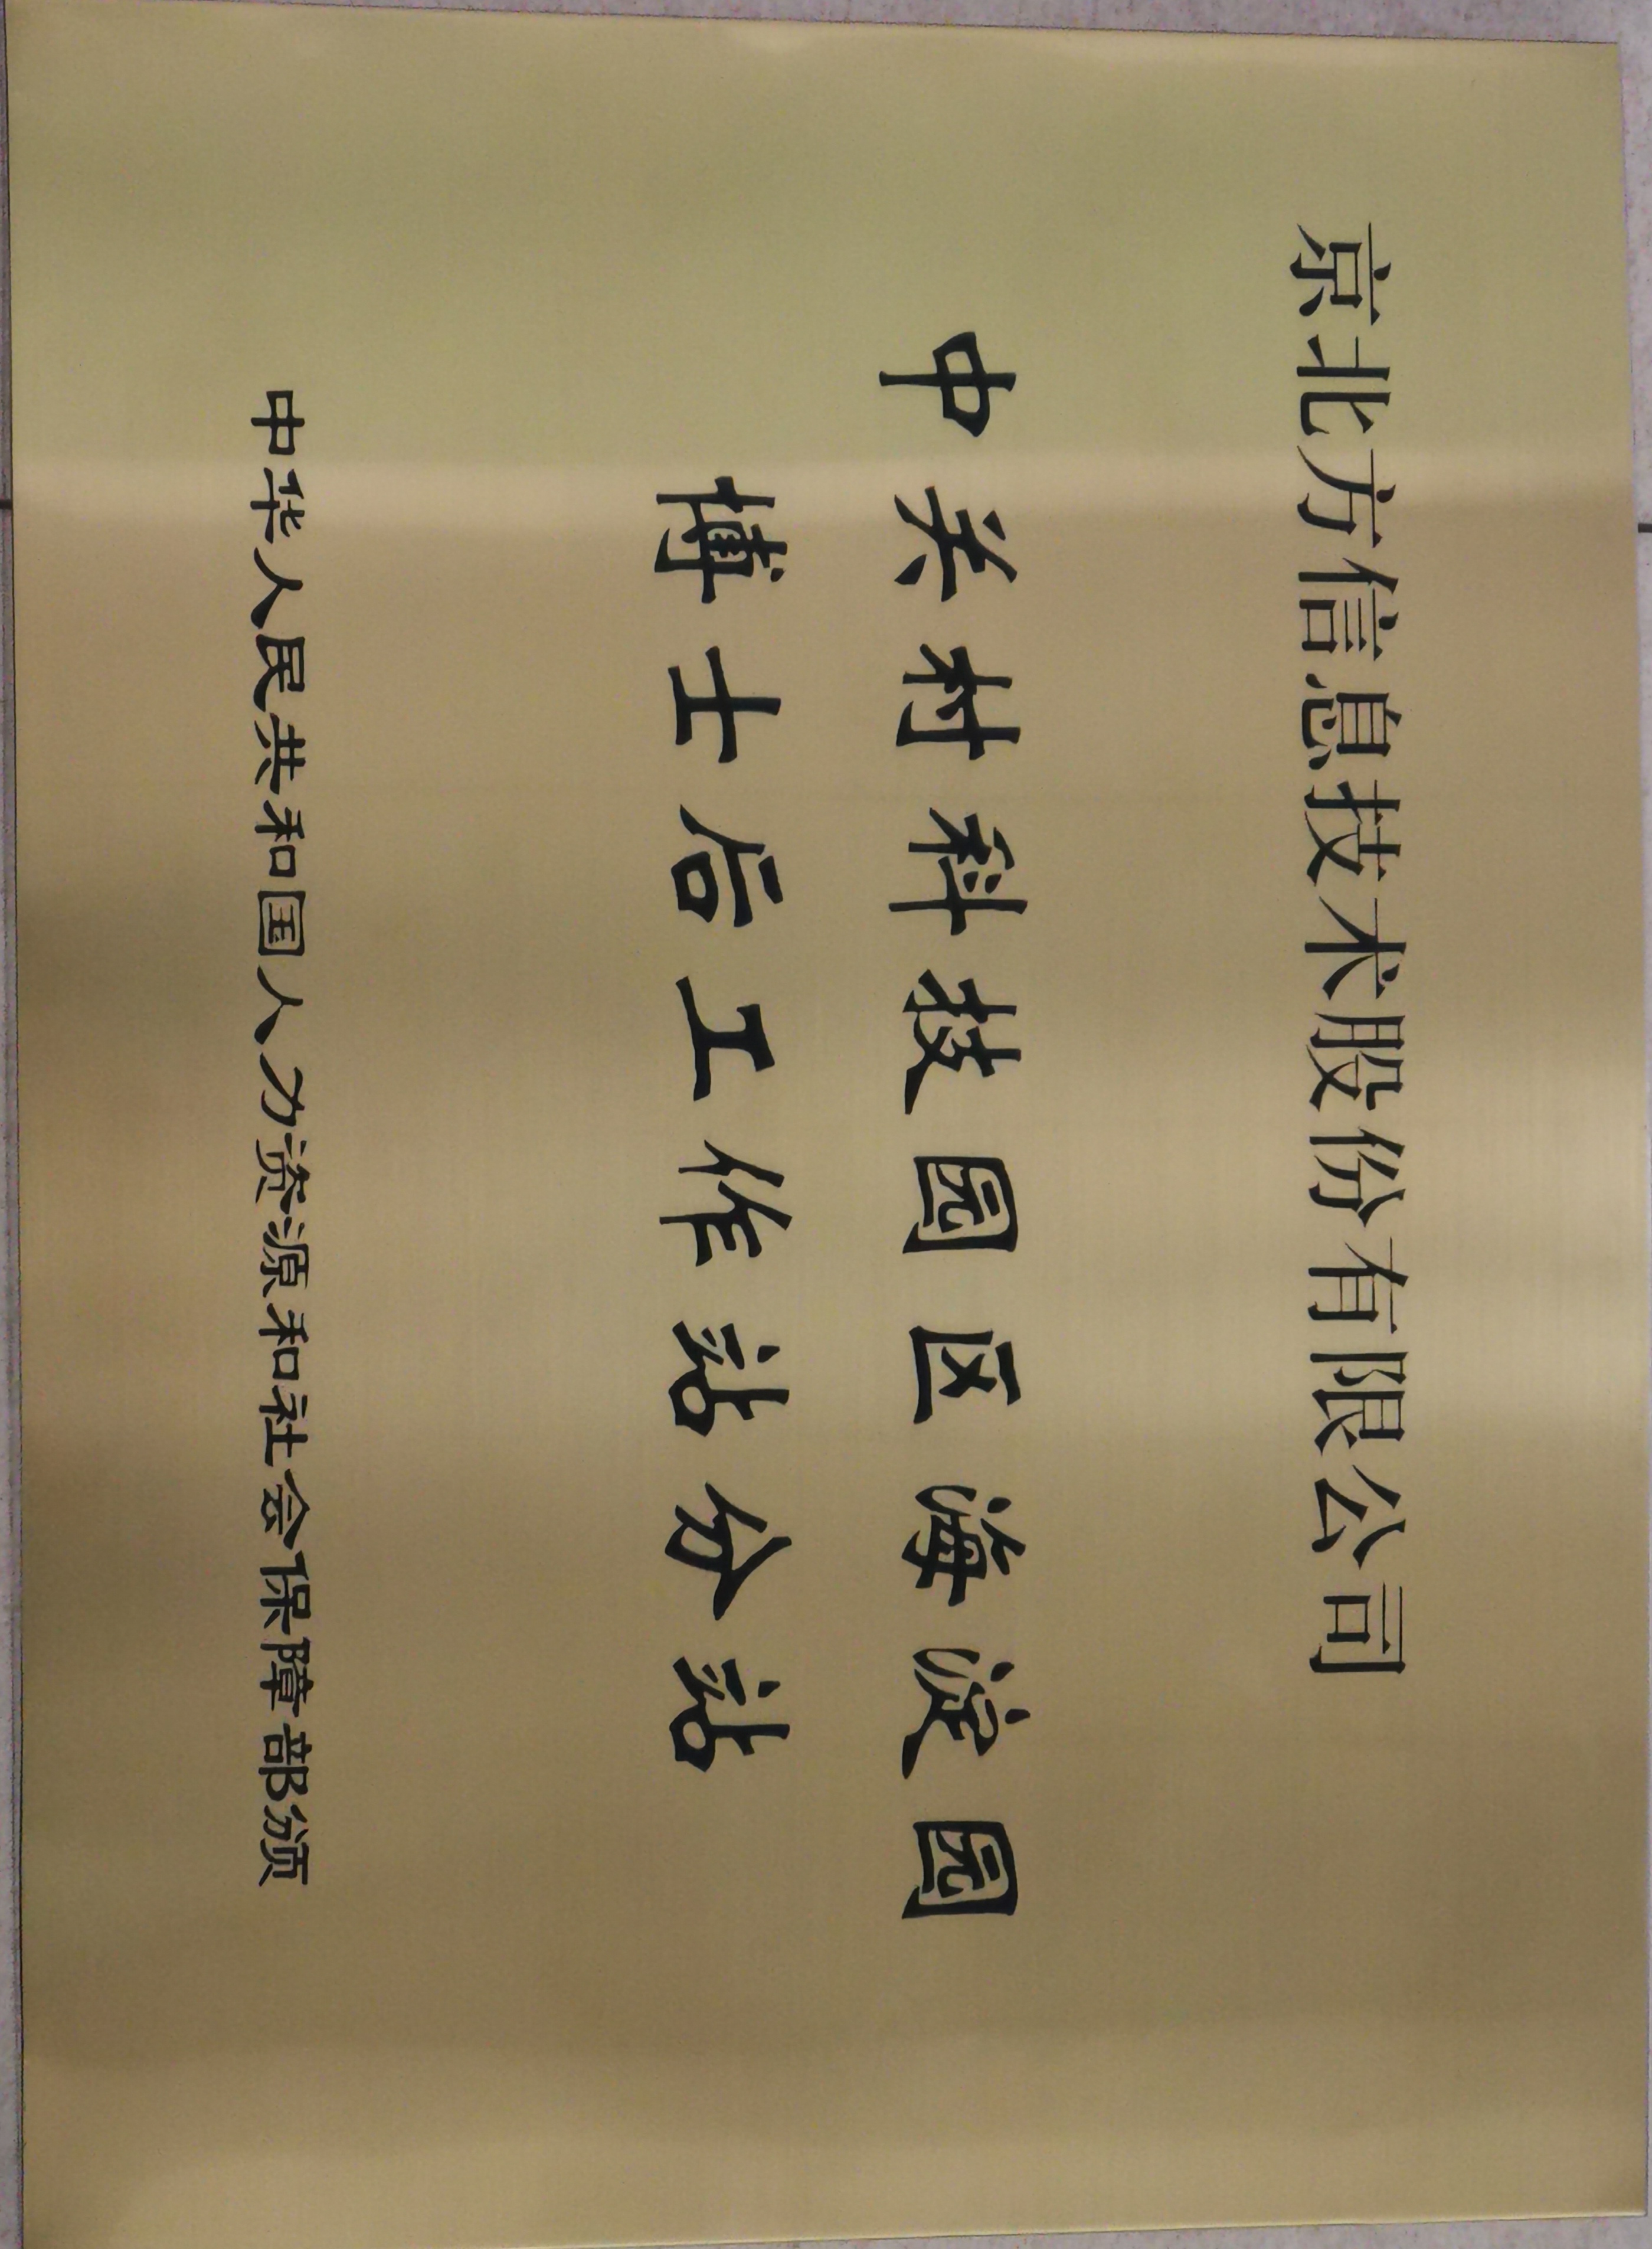 京北方信息技术股份有限公司
中关村科技园区海淀园
博士后工作站分站
中华人民共和国人力资源和社会保障部颁